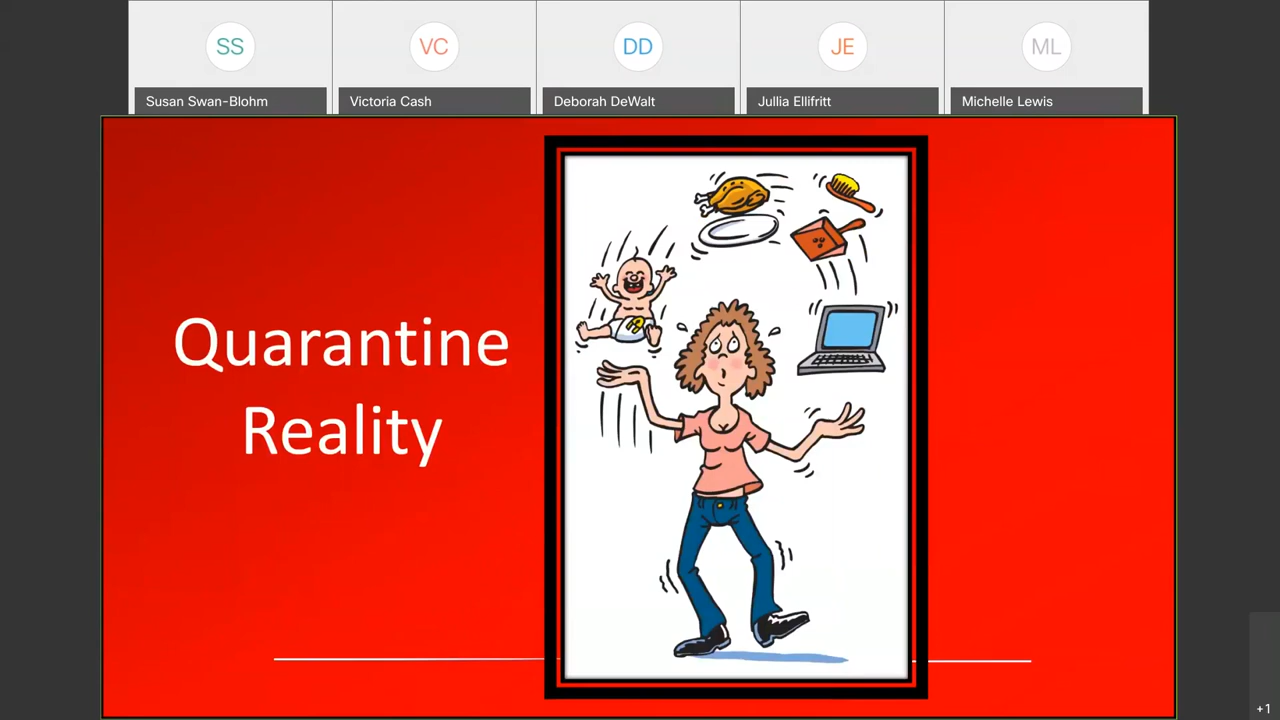 SS
VC
DD
JE
ML
Susan Swan-Blohm
Victoria Cash
Deborah DeWalt
Jullia Ellifritt
Michelle Lewis
Quarantine
Reality
+1